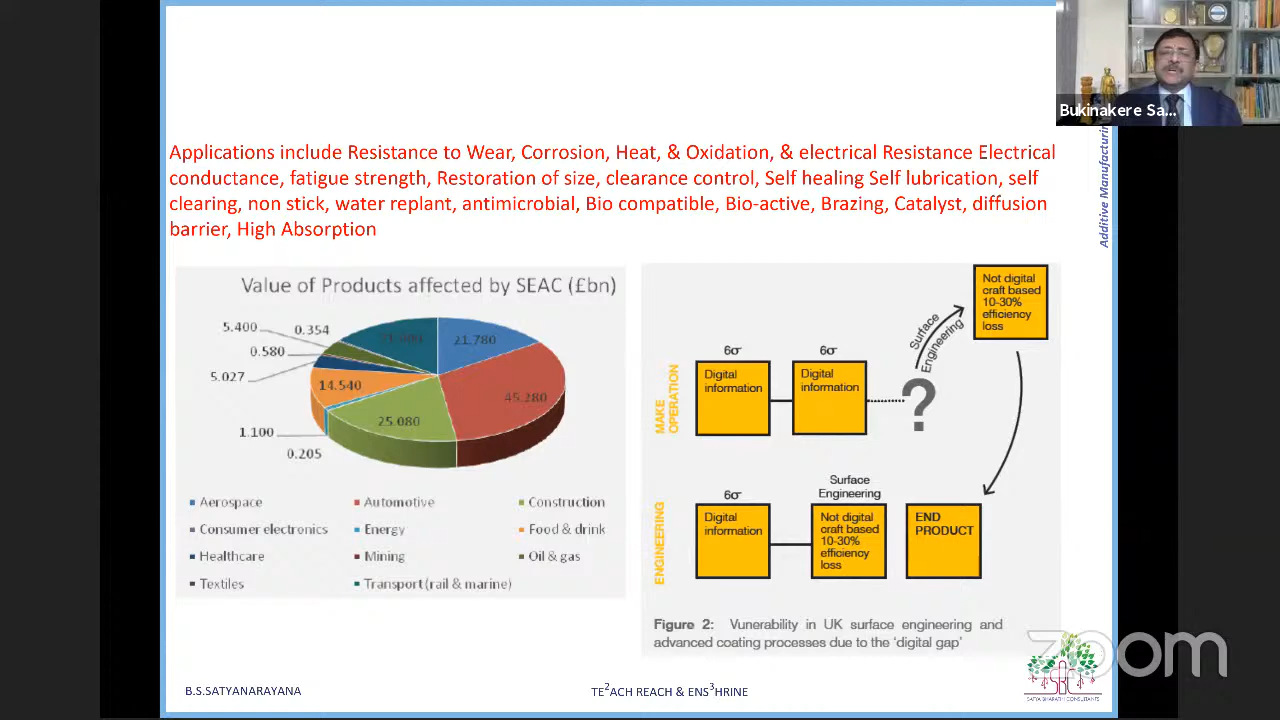 Bukinakere Sa...
Additive Manufacturin
Applications include Resistance to Wear, Corrosion, Heat, & Oxidation, & electrical Resistance Electrical
conductance, fatigue strength, Restoration of size, clearance control, Self healing Self lubrication, self
clearing, non stick, water replant, antimicrobial, Bio compatible, Bio-active, Brazing, Catalyst, diffusion
barrier, High Absorption
Value of Products affected by SEAC (£bn)
5.400
0.354
21.780
0.580
5.027
14.540
45.280
25.080
1.100
0.205
Aerospace
Automotive
Construction
Consumer electronics
Energy
Food & drink
Healthcare
Mining
Oil & gas
Textiles
Transport (rail & marine)
Not digital
craft based
10-30%
efficiency
loss
Surface
Engineering
6σ
6σ
Digital
information
Digital
information
?
MAKE
OPERATION
6σ
Surface
Engineering
Digital
information
Not digital
craft based
10-30%
efficiency
loss
END
PRODUCT
ENGINEERING
Figure 2: Vunerability in UK surface engineering and
advanced coating processes due to the 'digital gap'
zoom
SBC
SATYA BHARATHI CONSULTANTS
B.S.SATYANARAYANA
TE²ACH REACH & ENS³HRINE